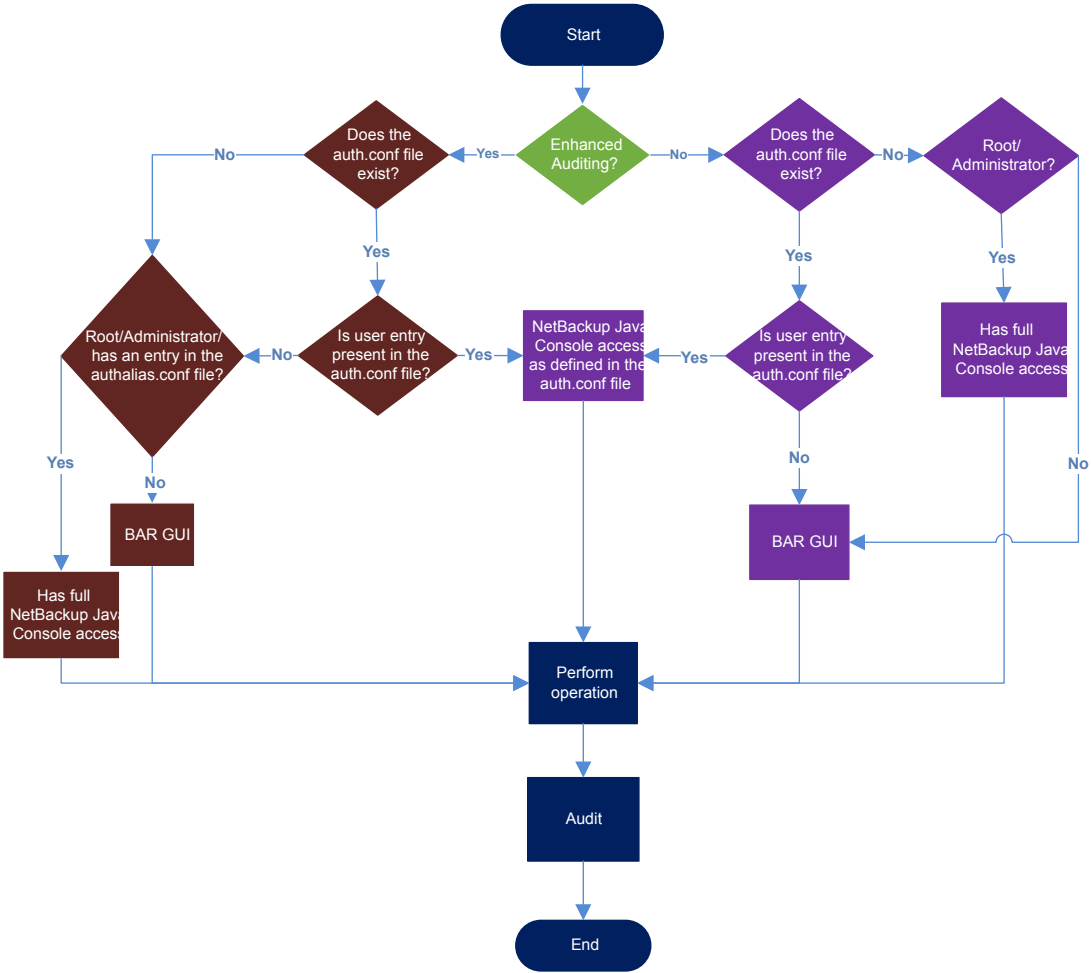 Start
Does the
auth.conf file
exist?
Enhanced
Auditing?
Does the
auth.conf file
exist?
Root/
Administrator?
No
Yes
No
No
Yes
Yes
Yes
Root/Administrator/
has an entry in the
authalias.conf file?
No
Is user entry
present in the
auth.conf file?
Yes
NetBackup Java
Console access
as defined in the
auth.conf file
Yes
Is user entry
present in the
auth.conf file?
Has full
NetBackup Java
Console access
Yes
No
No
No
BAR GUI
BAR GUI
Has full
NetBackup Java
Console access
Perform
operation
Audit
End